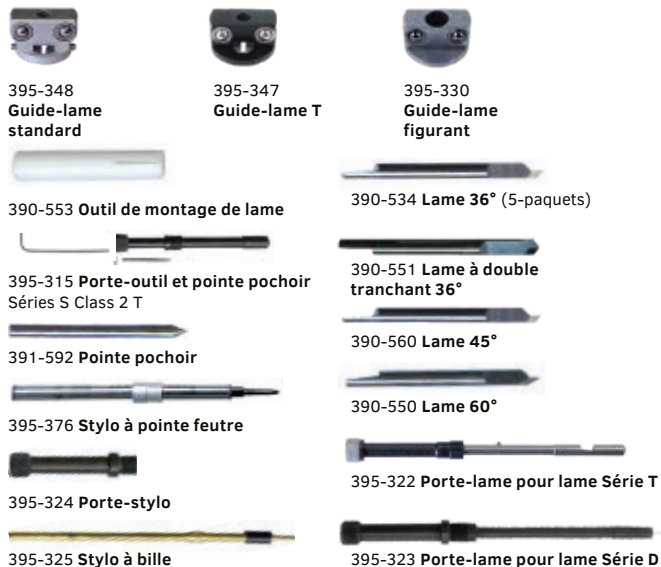 395-348
Guide-lame
standard
395-347
Guide-lame T
395-330
Guide-lame
figurant
390-553 Outil de montage de lame
395-315 Porte-outil et pointe pochoir
Séries S Class 2 T
391-592 Pointe pochoir
395-376 Stylo à pointe feutre
395-324 Porte-stylo
395-325 Stylo à bille
390-534 Lame 36° (5-paquets)
390-551 Lame à double
tranchant 36°
390-560 Lame 45°
390-550 Lame 60°
395-322 Porte-lame pour lame Série T
395-323 Porte-lame pour lame Série D